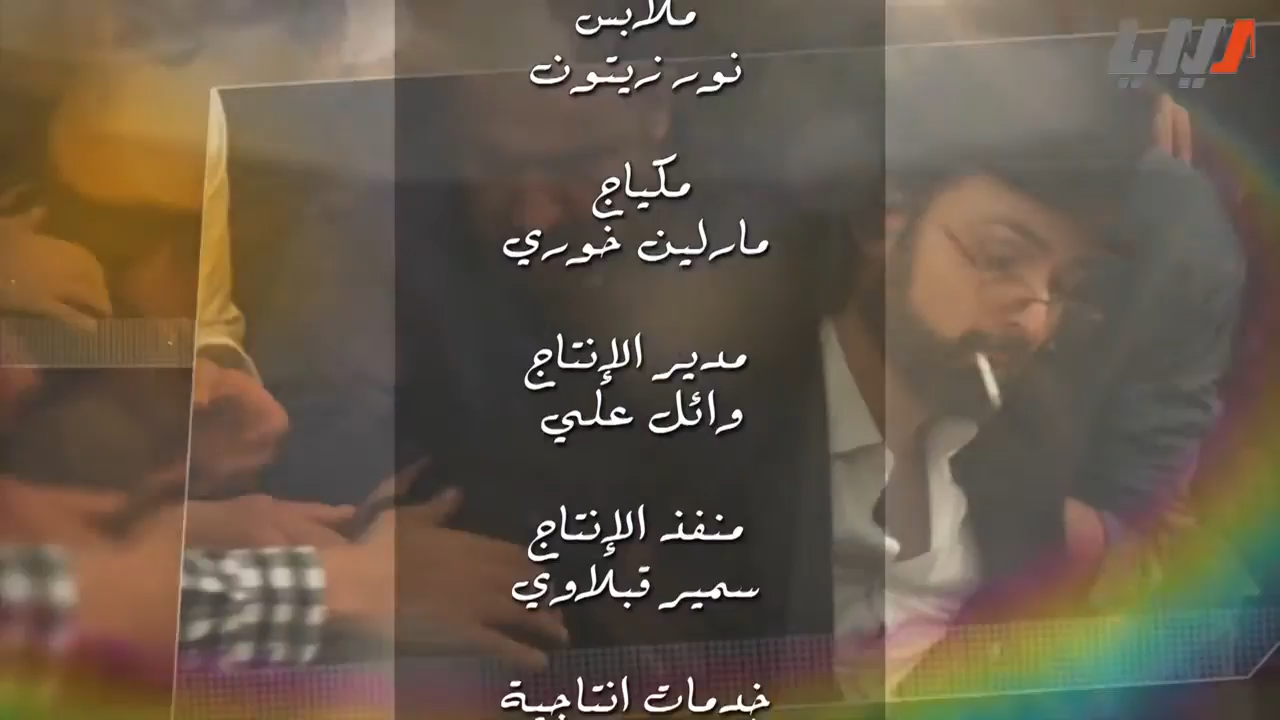 ملابس
نور زيتون
مكياج
مارلين خوري
مدير الإنتاج
وائل علي
منفذ الإنتاج
سمير قبلاوي
خدمات انتاجية